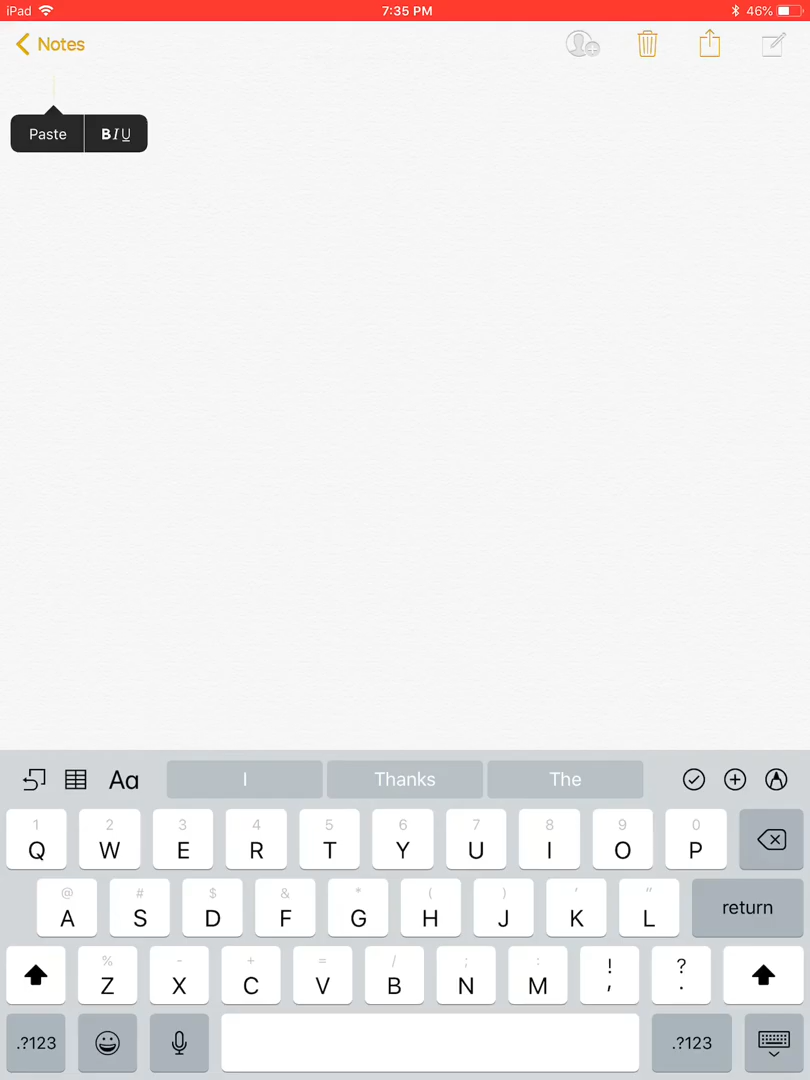 iPad 7:35 PM 46%
Notes
Paste BIU
Aa I Thanks The
1 2 3 4 5 6 7 8 9 0
Q W E R T Y U I O P
@ # $ & * ( ) ' "
A S D F G H J K L return
% - + = / ; : ! ?
Z X C V B N M , .
.?123 .?123